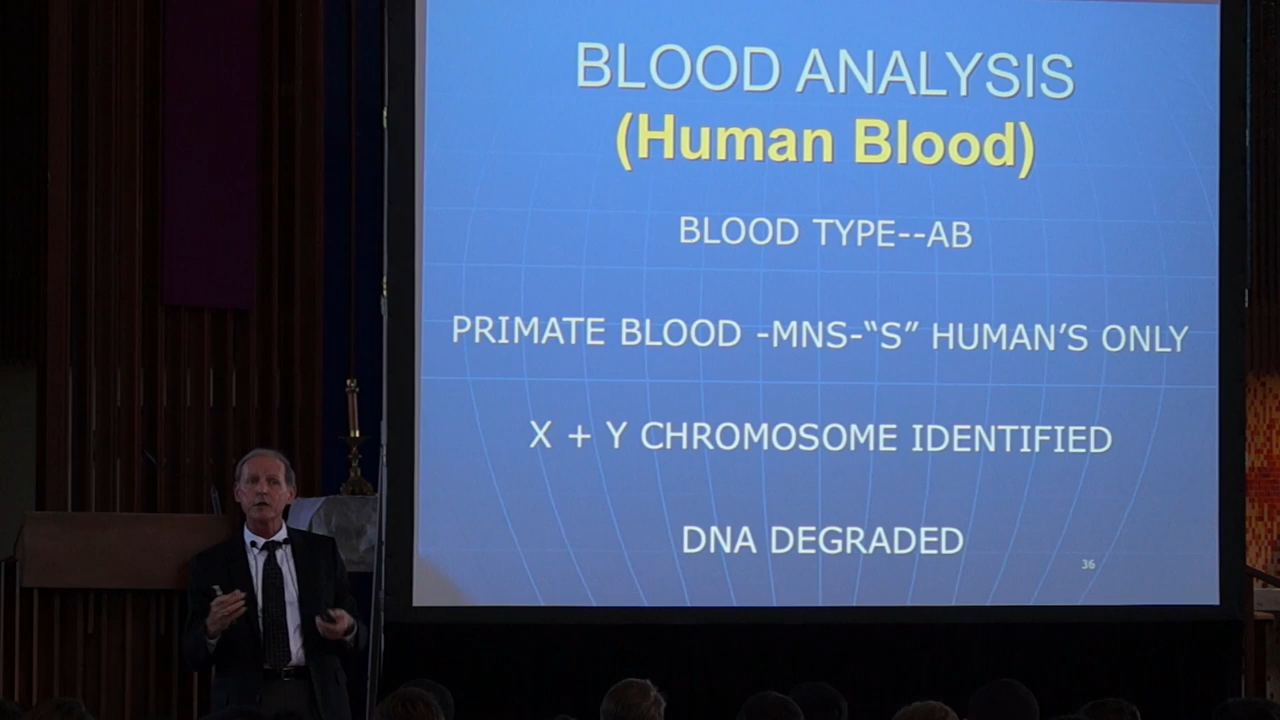 BLOOD ANALYSIS
(Human Blood)
BLOOD TYPE--AB
PRIMATE BLOOD -MNS-“S” HUMAN’S ONLY
X + Y CHROMOSOME IDENTIFIED
DNA DEGRADED
36